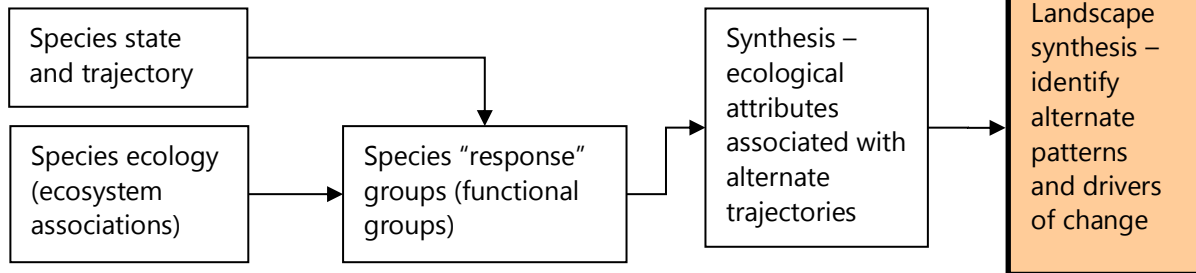 Species state
and trajectory
Species ecology
(ecosystem
associations)
Species “response”
groups (functional
groups)
Synthesis –
ecological
attributes
associated with
alternate
trajectories
Landscape
synthesis –
identify
alternate
patterns
and drivers
of change